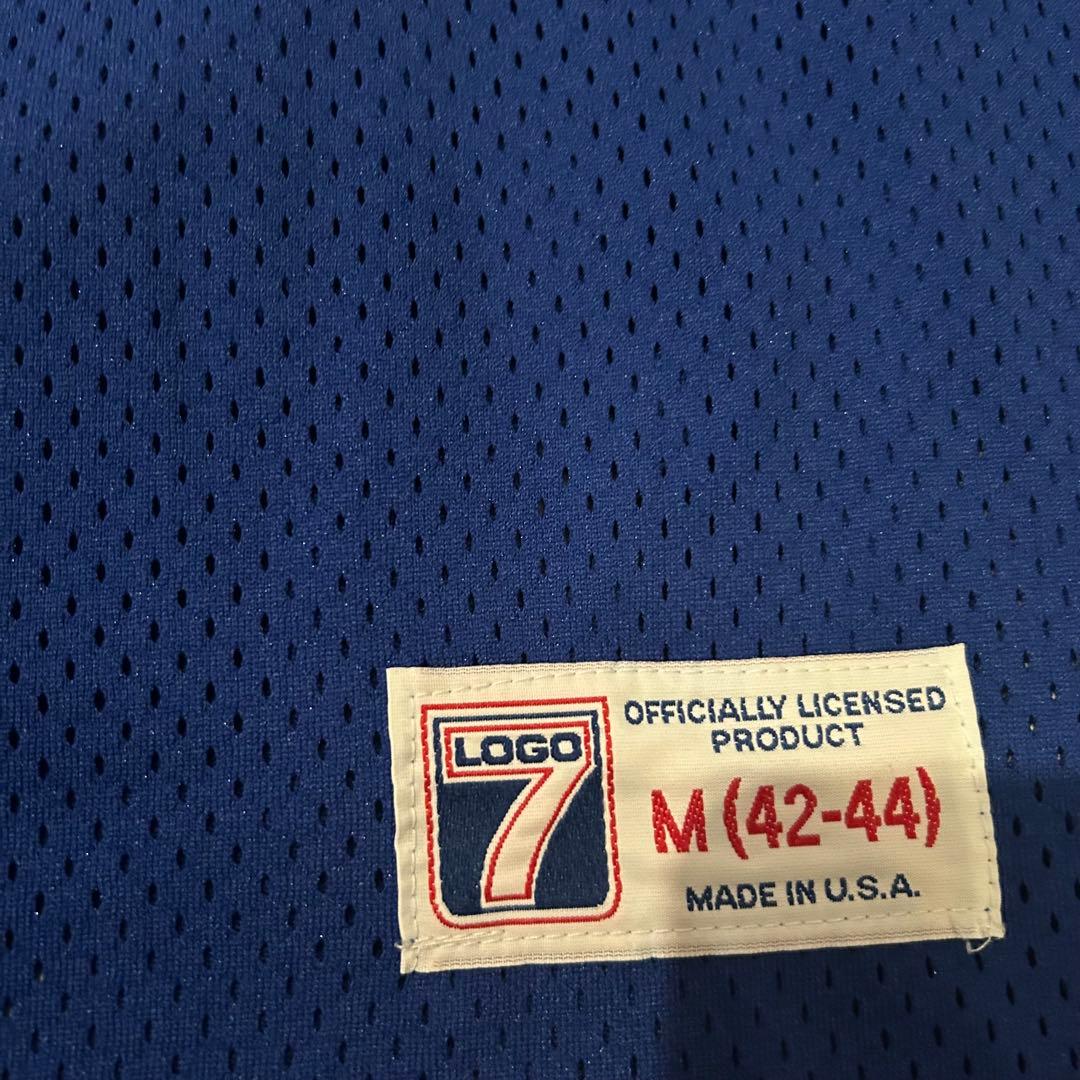 LOGO
7
OFFICIALLY LICENSED
PRODUCT
M (42-44)
MADE IN U.S.A.